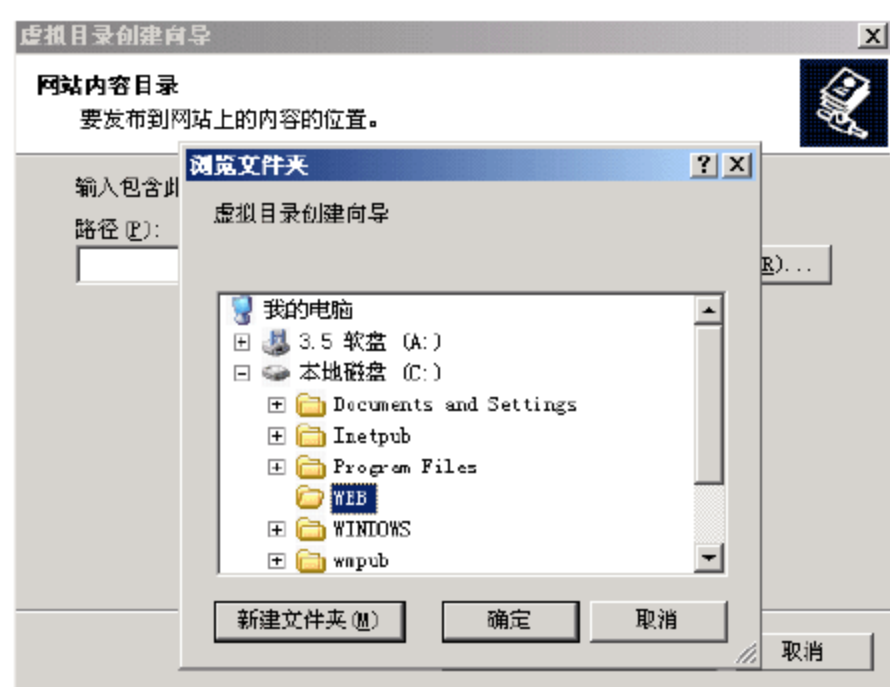 虚拟目录创建向导
网站内容目录
要发布到网站上的内容的位置。
浏览文件夹
输入包含此
虚拟目录创建向导
路径(P):
R)...
我的电脑
3.5 软盘 (A:)
本地磁盘 (C:)
Documents and Settings
Inetpub
Program Files
WEB
WINDOWS
wmpub
新建文件夹(M)
确定
取消
取消